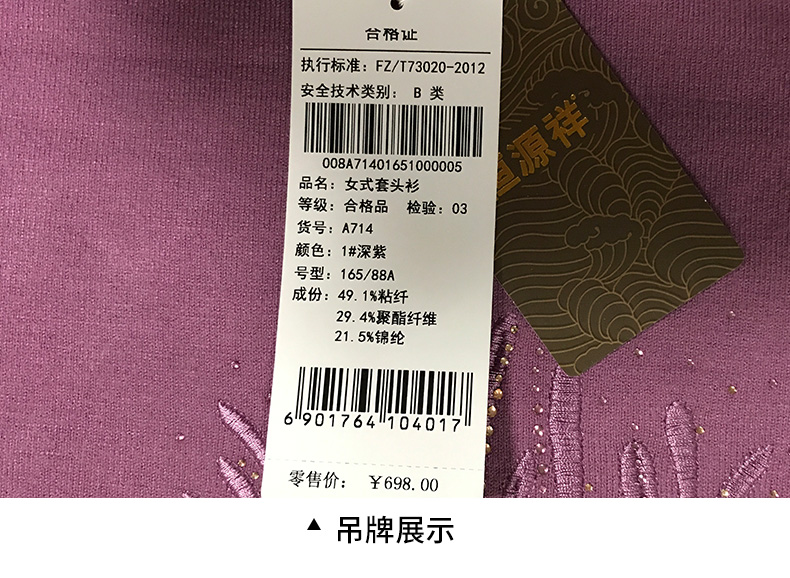 合格证
执行标准: FZ/T73020-2012
安全技术类别: B 类
008A71401651000005
品名: 女式套头衫
等级: 合格品 检验: 03
货号: A714
颜色: 1#深紫
号型: 165/88A
成份: 49.1%粘纤
29.4%聚酯纤维
21.5%锦纶
6 901764 104017
零售价: ¥698.00
恒源祥
▲ 吊牌展示